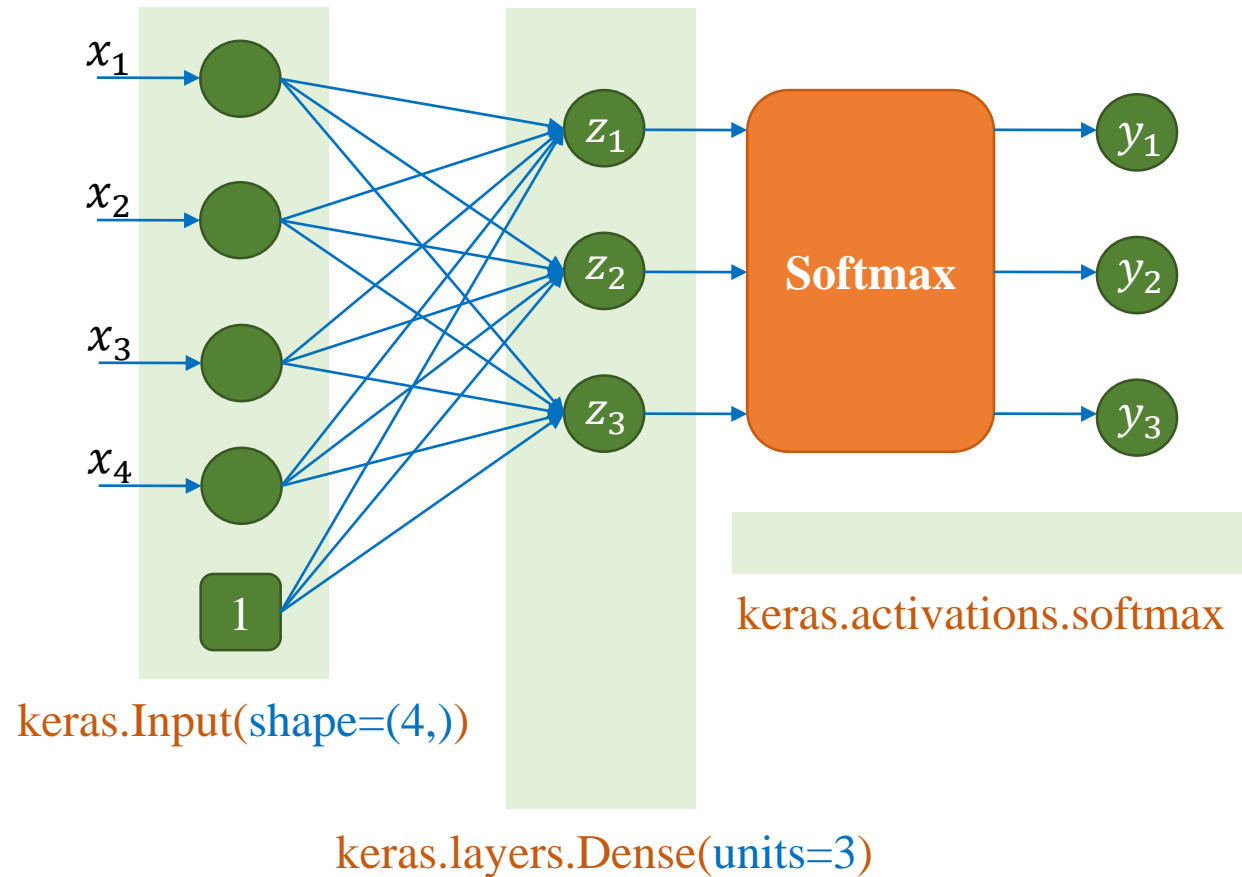 x₁
x₂
x₃
x₄
1
z₁
z₂
z₃
Softmax
y₁
y₂
y₃
keras.activations.softmax
keras.Input(shape=(4,))
keras.layers.Dense(units=3)